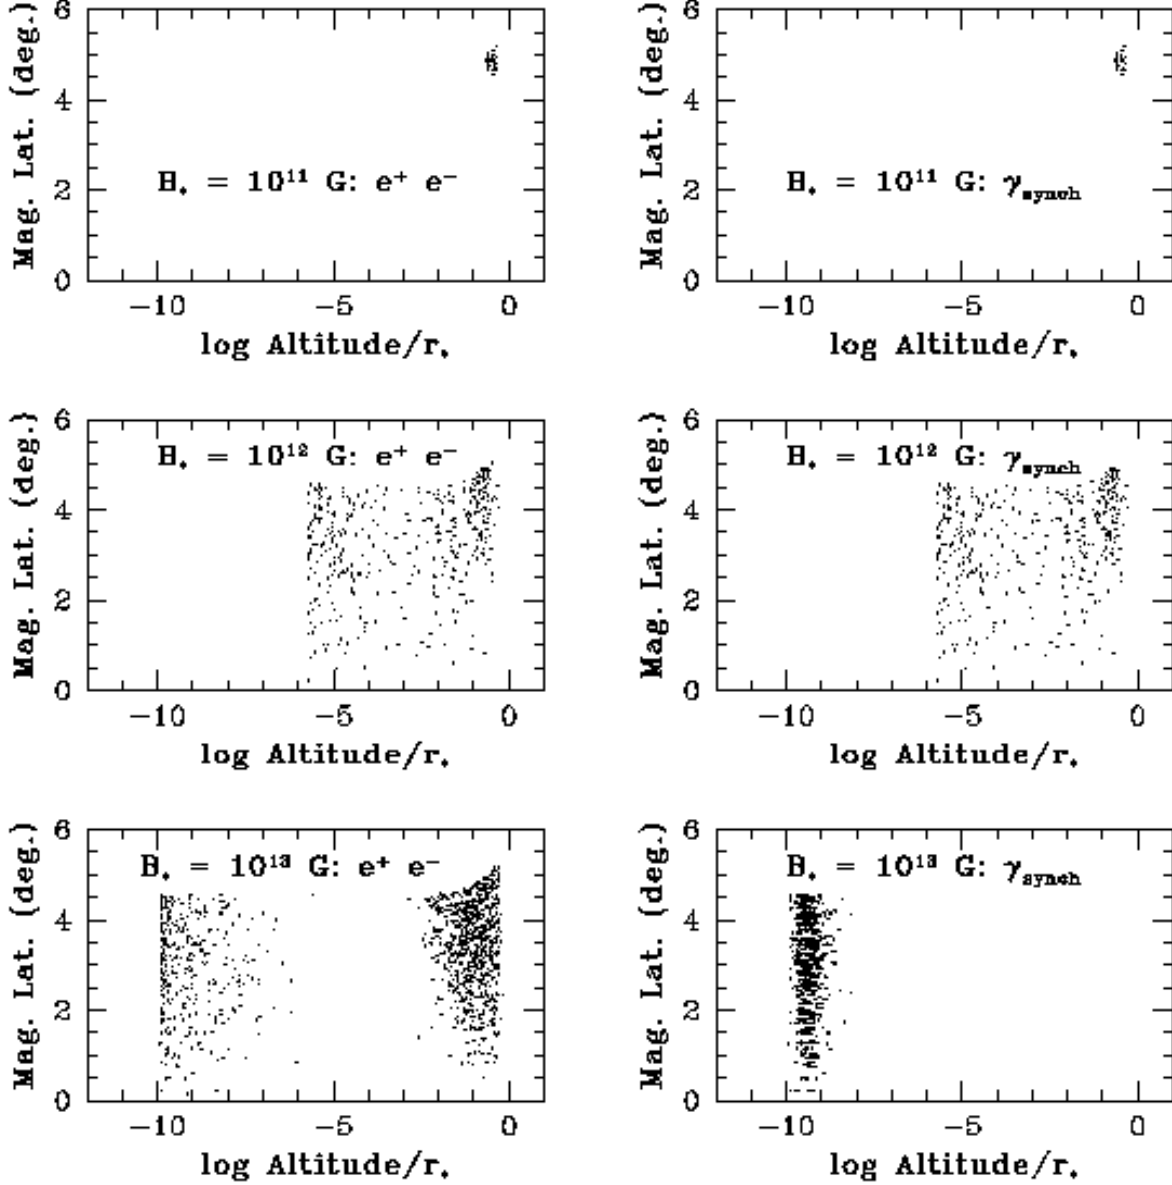 6
4
2
0
Mag. Lat. (deg.)
B* = 10¹¹ G: e⁺ e⁻
−10 −5 0
log Altitude/r*
6
4
2
0
Mag. Lat. (deg.)
B* = 10¹¹ G: γsynch
−10 −5 0
log Altitude/r*
6
4
2
0
Mag. Lat. (deg.)
B* = 10¹² G: e⁺ e⁻
−10 −5 0
log Altitude/r*
6
4
2
0
Mag. Lat. (deg.)
B* = 10¹² G: γsynch
−10 −5 0
log Altitude/r*
6
4
2
0
Mag. Lat. (deg.)
B* = 10¹³ G: e⁺ e⁻
−10 −5 0
log Altitude/r*
6
4
2
0
Mag. Lat. (deg.)
B* = 10¹³ G: γsynch
−10 −5 0
log Altitude/r*